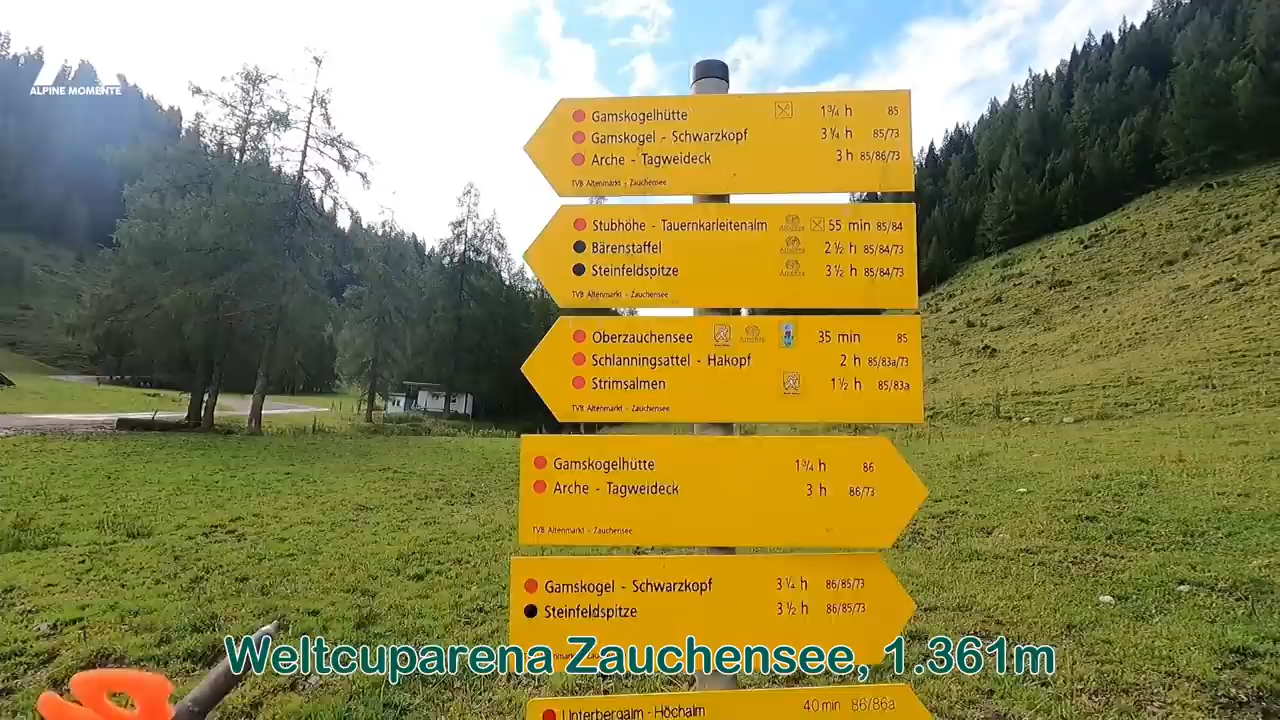 ALPINE MOMENTE
Gamskogelhütte 1¾ h 85
Gamskogel - Schwarzkopf 3¼ h 85/73
Arche - Tagweideck 3 h 85/86/73
TVB Altenmarkt - Zauchensee
Stubhöhe - Tauernkarleitenalm 55 min 85/84
Bärenstaffel 2½ h 85/84/73
Steinfeldspitze 3½ h 85/84/73
TVB Altenmarkt - Zauchensee
Oberzauchensee 35 min 85
Schlanningsattel - Hakopf 2 h 85/83a/73
Strimsalmen 1½ h 85/83a
TVB Altenmarkt - Zauchensee
Gamskogelhütte 1¾ h 86
Arche - Tagweideck 3 h 86/73
TVB Altenmarkt - Zauchensee
Gamskogel - Schwarzkopf 3¼ h 86/85/73
Steinfeldspitze 3½ h 86/85/73
Weltcuparena Zauchensee, 1.361m
Unterbergalm - Höchalm 40 min 86/86a